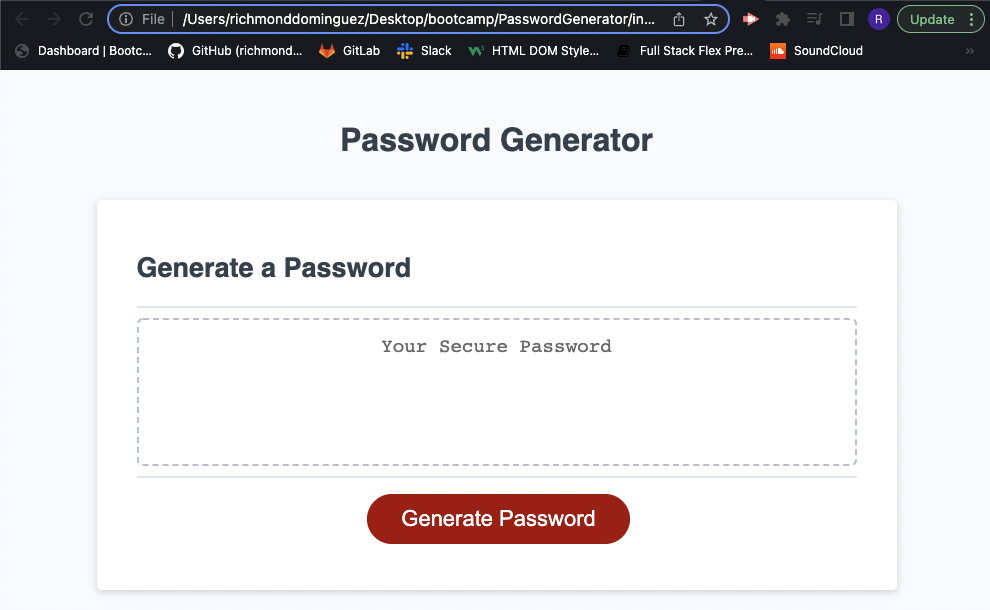 File /Users/richmonddominguez/Desktop/bootcamp/PasswordGenerator/in... R Update
Dashboard | Bootc... GitHub (richmond... GitLab Slack HTML DOM Style... Full Stack Flex Pre... SoundCloud »
Password Generator
Generate a Password
Your Secure Password
Generate Password